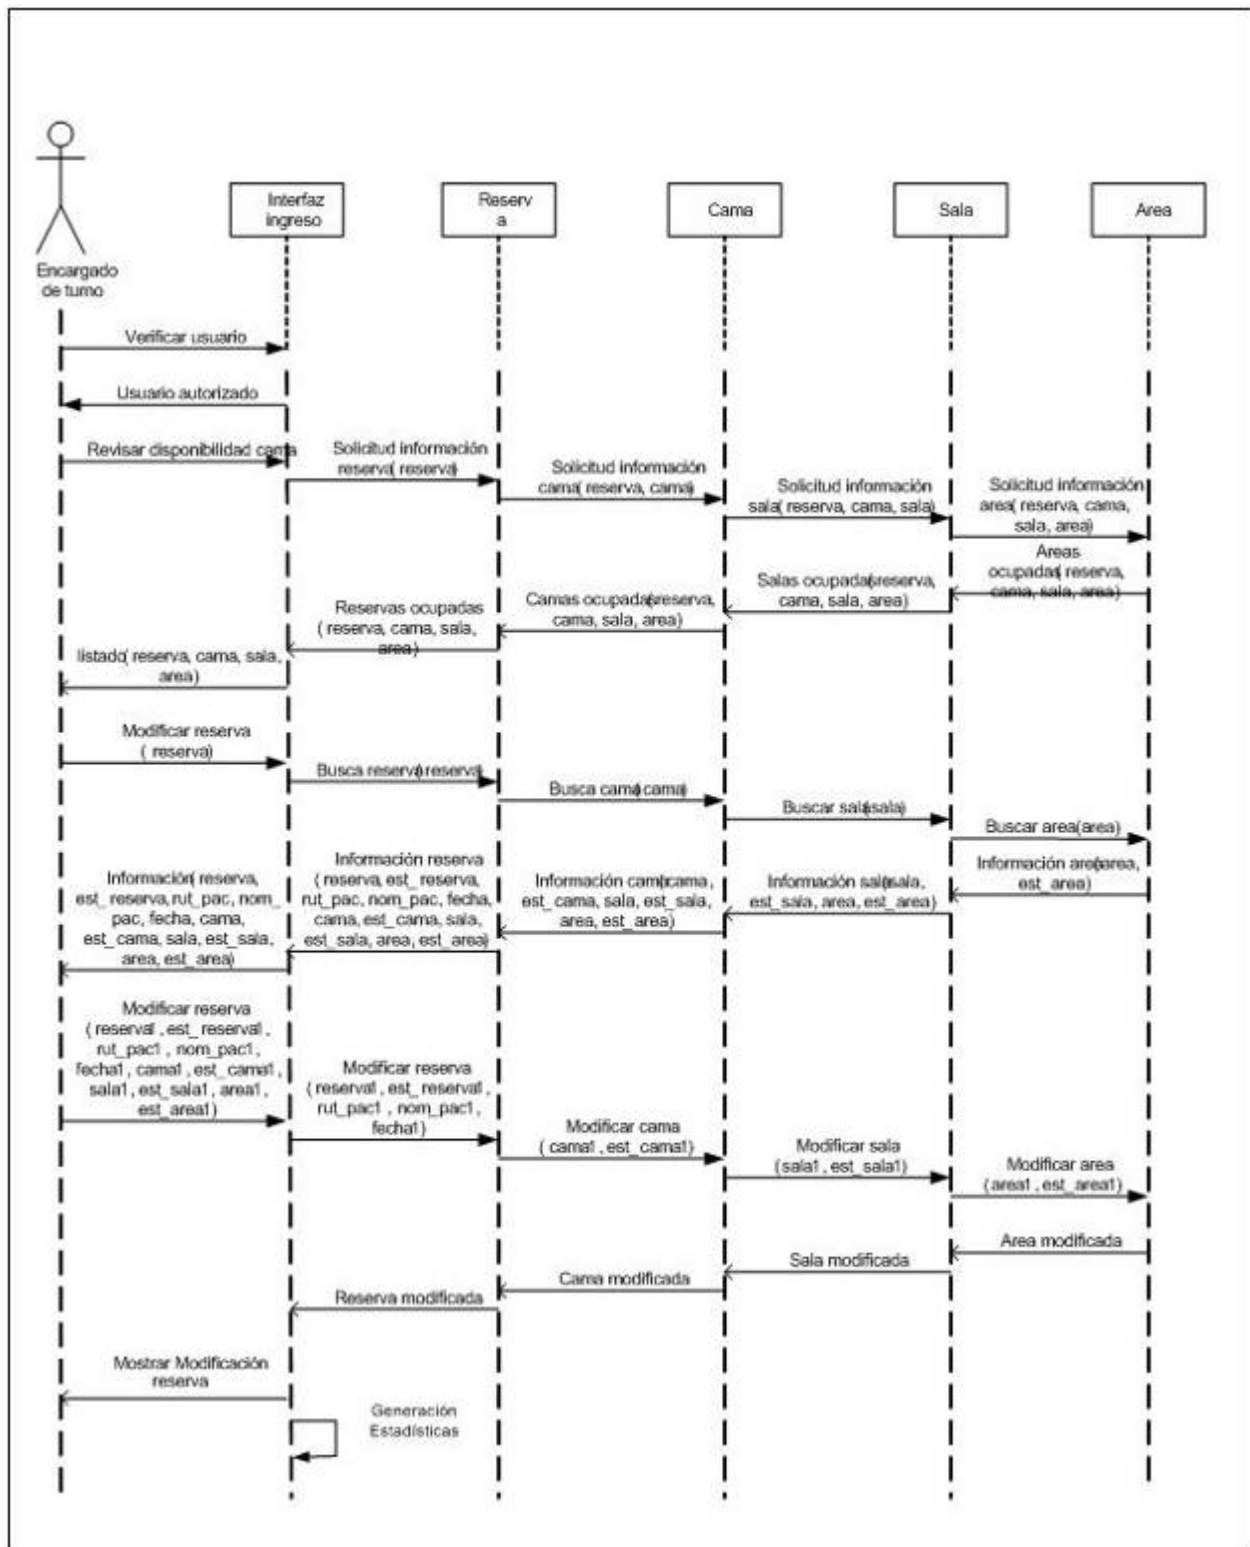 Interfaz
ingreso
Reserv
a
Cama
Sala
Area
Encargado
de turno
Verificar usuario
Usuario autorizado
Revisar disponibilidad cama
Solicitud información
reserva( reserva)
Solicitud información
cama( reserva, cama)
Solicitud información
sala( reserva, cama, sala)
Solicitud información
area( reserva, cama,
sala, area)
Areas
ocupadas( reserva,
cama, sala, area)
Salas ocupadas(reserva,
cama, sala, area)
Camas ocupadas(reserva,
cama, sala, area)
Reservas ocupadas
( reserva, cama, sala,
area)
listado( reserva, cama, sala,
area)
Modificar reserva
( reserva)
Busca reserva(reserva)
Busca cama(cama)
Buscar sala(sala)
Buscar area(area)
Información area(area,
est_area)
Información sala(sala,
est_sala, area, est_area)
Información cama(cama,
est_cama, sala, est_sala,
area, est_area)
Información reserva
( reserva, est_reserva,
rut_pac, nom_pac, fecha,
cama, est_cama, sala,
est_sala, area, est_area)
Información( reserva,
est_reserva, rut_pac, nom_
pac, fecha, cama,
est_cama, sala, est_sala,
area, est_area)
Modificar reserva
( reserva1, est_reserva1,
rut_pac1, nom_pac1,
fecha1, cama1, est_cama1,
sala1, est_sala1, area1,
est_area1)
Modificar reserva
( reserva1, est_reserva1,
rut_pac1, nom_pac1,
fecha1)
Modificar cama
( cama1, est_cama1)
Modificar sala
(sala1, est_sala1)
Modificar area
(area1, est_area1)
Area modificada
Sala modificada
Cama modificada
Reserva modificada
Mostrar Modificación
reserva
Generación
Estadísticas